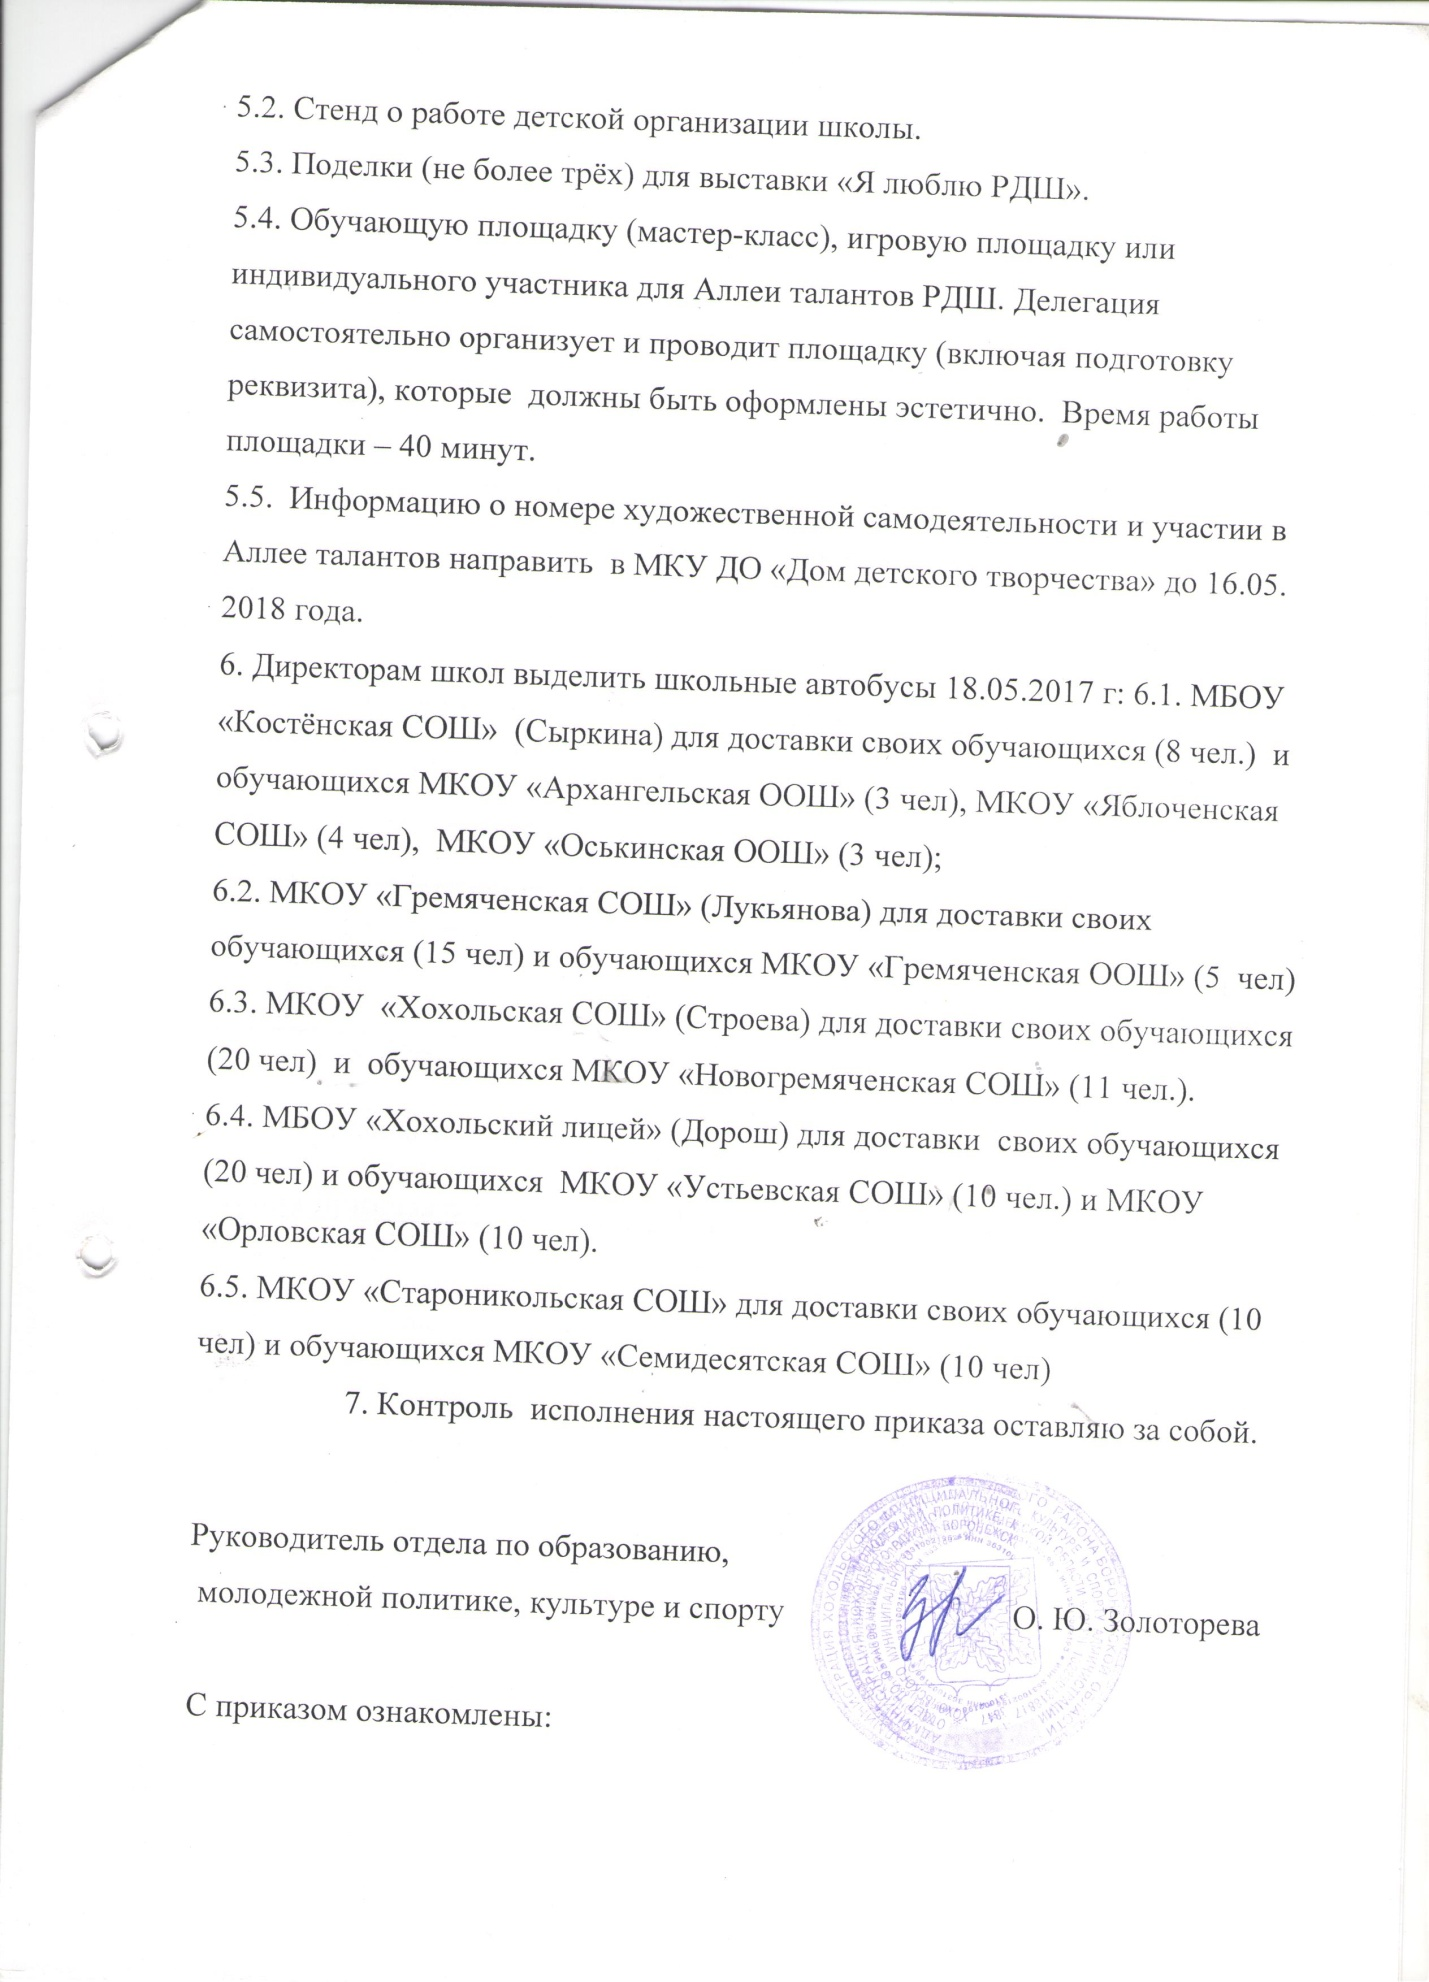 5.2. Стенд о работе детской организации школы.
5.3. Поделки (не более трёх) для выставки «Я люблю РДШ».
5.4. Обучающую площадку (мастер-класс), игровую площадку или
индивидуального участника для Аллеи талантов РДШ. Делегация
самостоятельно организует и проводит площадку (включая подготовку
реквизита), которые  должны быть оформлены эстетично.  Время работы
площадки – 40 минут.
5.5.  Информацию о номере художественной самодеятельности и участии в
Аллее талантов направить  в МКУ ДО «Дом детского творчества» до 16.05.
2018 года.
6. Директорам школ выделить школьные автобусы 18.05.2017 г: 6.1. МБОУ
«Костёнская СОШ»  (Сыркина) для доставки своих обучающихся (8 чел.)  и
обучающихся МКОУ «Архангельская ООШ» (3 чел), МКОУ «Яблоченская
СОШ» (4 чел),  МКОУ «Оськинская ООШ» (3 чел);
6.2. МКОУ «Гремяченская СОШ» (Лукьянова) для доставки своих
обучающихся (15 чел) и обучающихся МКОУ «Гремяченская ООШ» (5  чел)
6.3. МКОУ  «Хохольская СОШ» (Строева) для доставки своих обучающихся
(20 чел)  и  обучающихся МКОУ «Новогремяченская СОШ» (11 чел.).
6.4. МБОУ «Хохольский лицей» (Дорош) для доставки  своих обучающихся
(20 чел) и обучающихся  МКОУ «Устьевская СОШ» (10 чел.) и МКОУ
«Орловская СОШ» (10 чел).
6.5. МКОУ «Староникольская СОШ» для доставки своих обучающихся (10
чел) и обучающихся МКОУ «Семидесятская СОШ» (10 чел)
7. Контроль  исполнения настоящего приказа оставляю за собой.
Руководитель отдела по образованию,
молодежной политике, культуре и спорту О. Ю. Золоторева
С приказом ознакомлены: